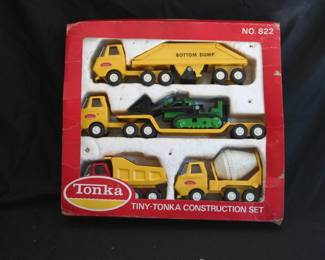 NO. 822
BOTTOM DUMP
Tonka
TINY-TONKA CONSTRUCTION SET